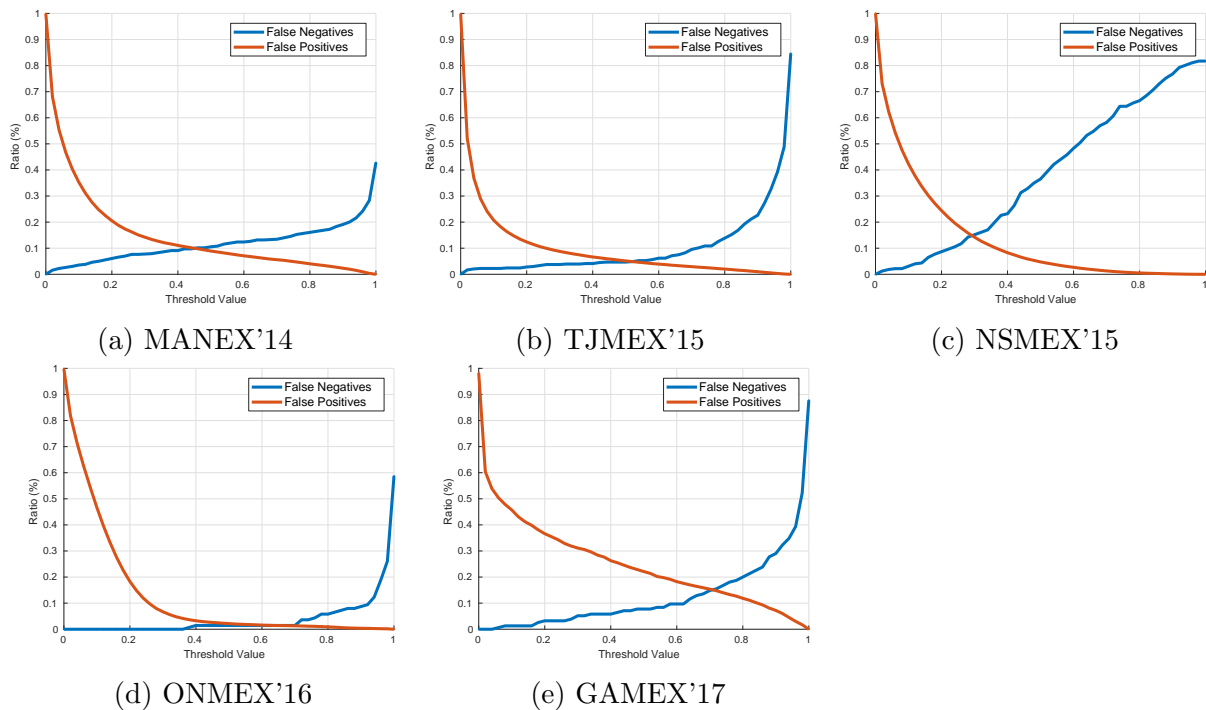 1
0.9
0.8
0.7
0.6
0.5
0.4
0.3
0.2
0.1
0
Ratio (%)
False Negatives
False Positives
0 0.2 0.4 0.6 0.8 1
Threshold Value
(a) MANEX'14
1
0.9
0.8
0.7
0.6
0.5
0.4
0.3
0.2
0.1
0
Ratio (%)
False Negatives
False Positives
0 0.2 0.4 0.6 0.8 1
Threshold Value
(b) TJMEX'15
1
0.9
0.8
0.7
0.6
0.5
0.4
0.3
0.2
0.1
0
Ratio (%)
False Negatives
False Positives
0 0.2 0.4 0.6 0.8 1
Threshold Value
(c) NSMEX'15
1
0.9
0.8
0.7
0.6
0.5
0.4
0.3
0.2
0.1
0
Ratio (%)
False Negatives
False Positives
0 0.2 0.4 0.6 0.8 1
Threshold Value
(d) ONMEX'16
1
0.9
0.8
0.7
0.6
0.5
0.4
0.3
0.2
0.1
0
Ratio (%)
False Negatives
False Positives
0 0.2 0.4 0.6 0.8 1
Threshold Value
(e) GAMEX'17